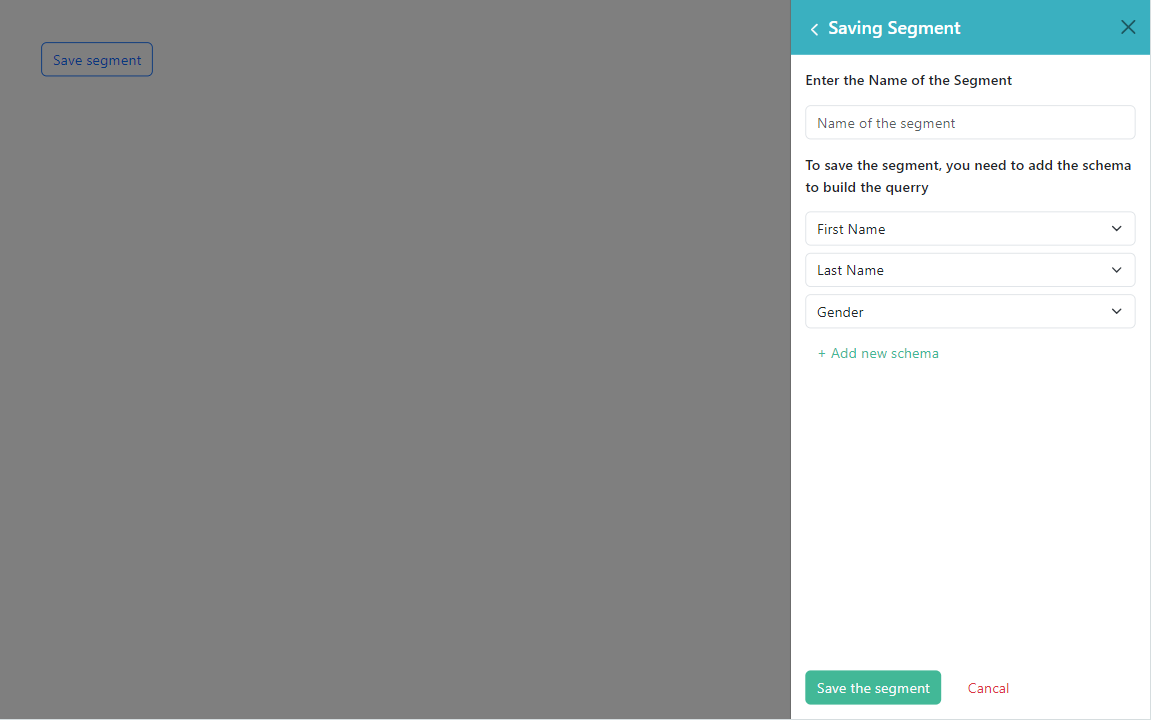 Save segment
Saving Segment
Enter the Name of the Segment
Name of the segment
To save the segment, you need to add the schema
to build the querry
First Name
Last Name
Gender
+ Add new schema
Save the segment
Cancal